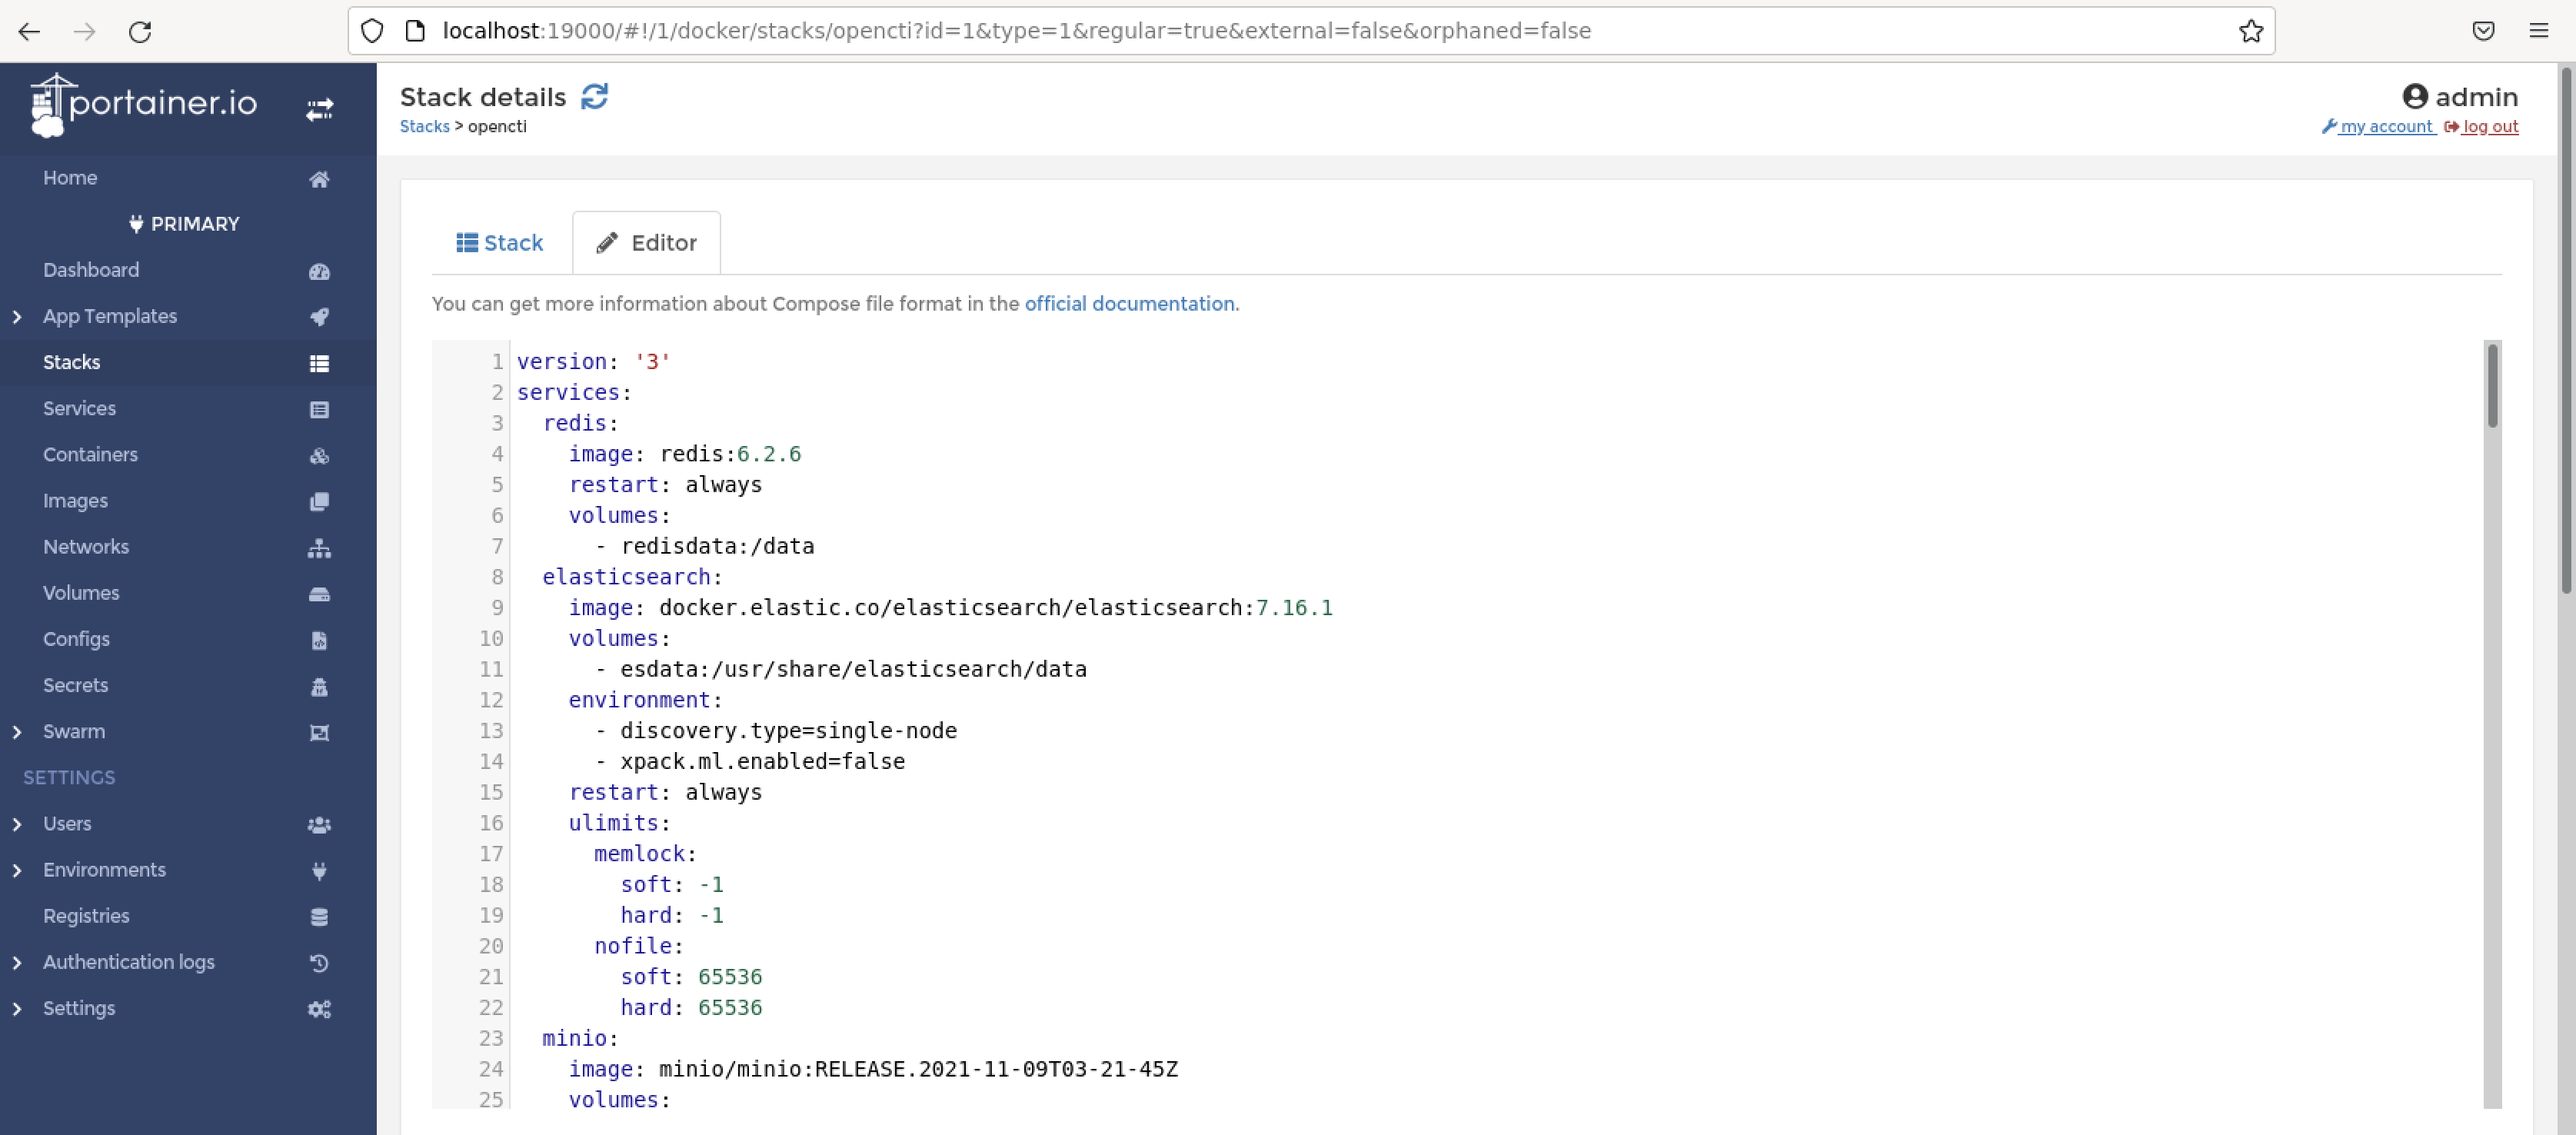 localhost:19000/#!/1/docker/stacks/opencti?id=1&type=1&regular=true&external=false&orphaned=false
portainer.io
Home
PRIMARY
Dashboard
App Templates
Stacks
Services
Containers
Images
Networks
Volumes
Configs
Secrets
Swarm
SETTINGS
Users
Environments
Registries
Authentication logs
Settings
Stack details
Stacks > opencti
admin
my account log out
Stack Editor
You can get more information about Compose file format in the official documentation.
1 version: '3'
2 services:
3   redis:
4     image: redis:6.2.6
5     restart: always
6     volumes:
7       - redisdata:/data
8   elasticsearch:
9     image: docker.elastic.co/elasticsearch/elasticsearch:7.16.1
10     volumes:
11       - esdata:/usr/share/elasticsearch/data
12     environment:
13       - discovery.type=single-node
14       - xpack.ml.enabled=false
15     restart: always
16     ulimits:
17       memlock:
18         soft: -1
19         hard: -1
20       nofile:
21         soft: 65536
22         hard: 65536
23   minio:
24     image: minio/minio:RELEASE.2021-11-09T03-21-45Z
25     volumes: